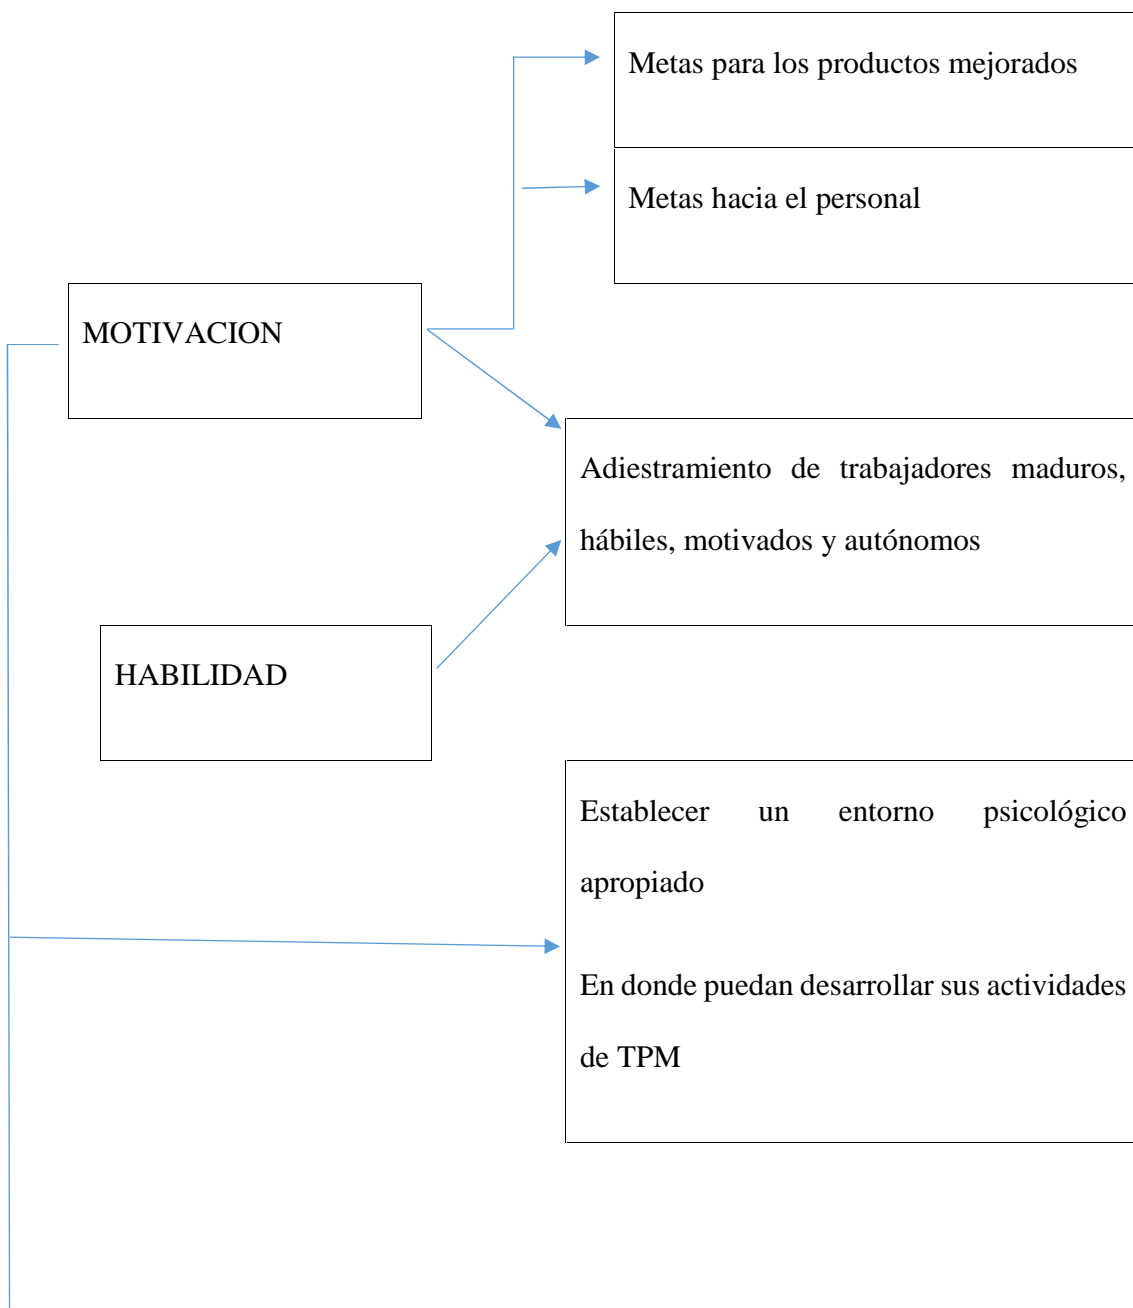 Metas para los productos mejorados
Metas hacia el personal
MOTIVACION
Adiestramiento de trabajadores maduros,
hábiles, motivados y autónomos
HABILIDAD
Establecer un entorno psicológico
apropiado
En donde puedan desarrollar sus actividades
de TPM